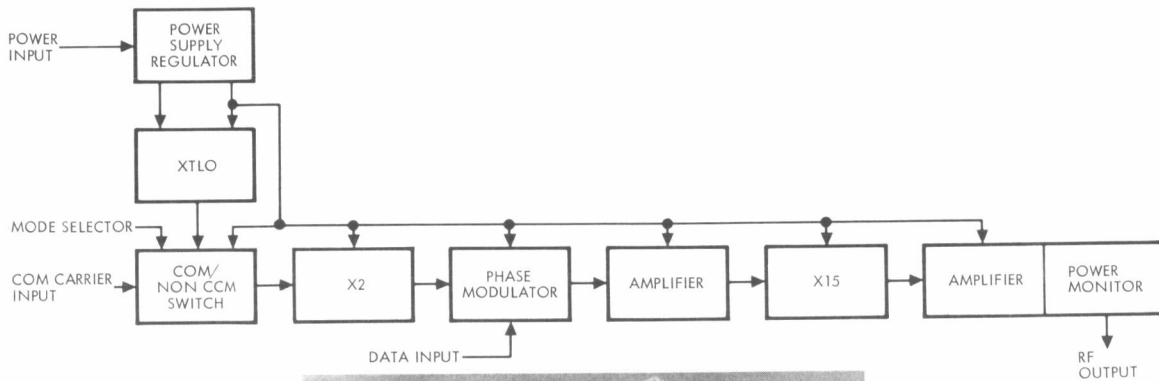 POWER
INPUT
POWER
SUPPLY
REGULATOR
XTLO
MODE SELECTOR
COM CARRIER
INPUT
COM/
NON CCM
SWITCH
X2
PHASE
MODULATOR
AMPLIFIER
X15
AMPLIFIER
POWER
MONITOR
DATA INPUT
RF
OUTPUT